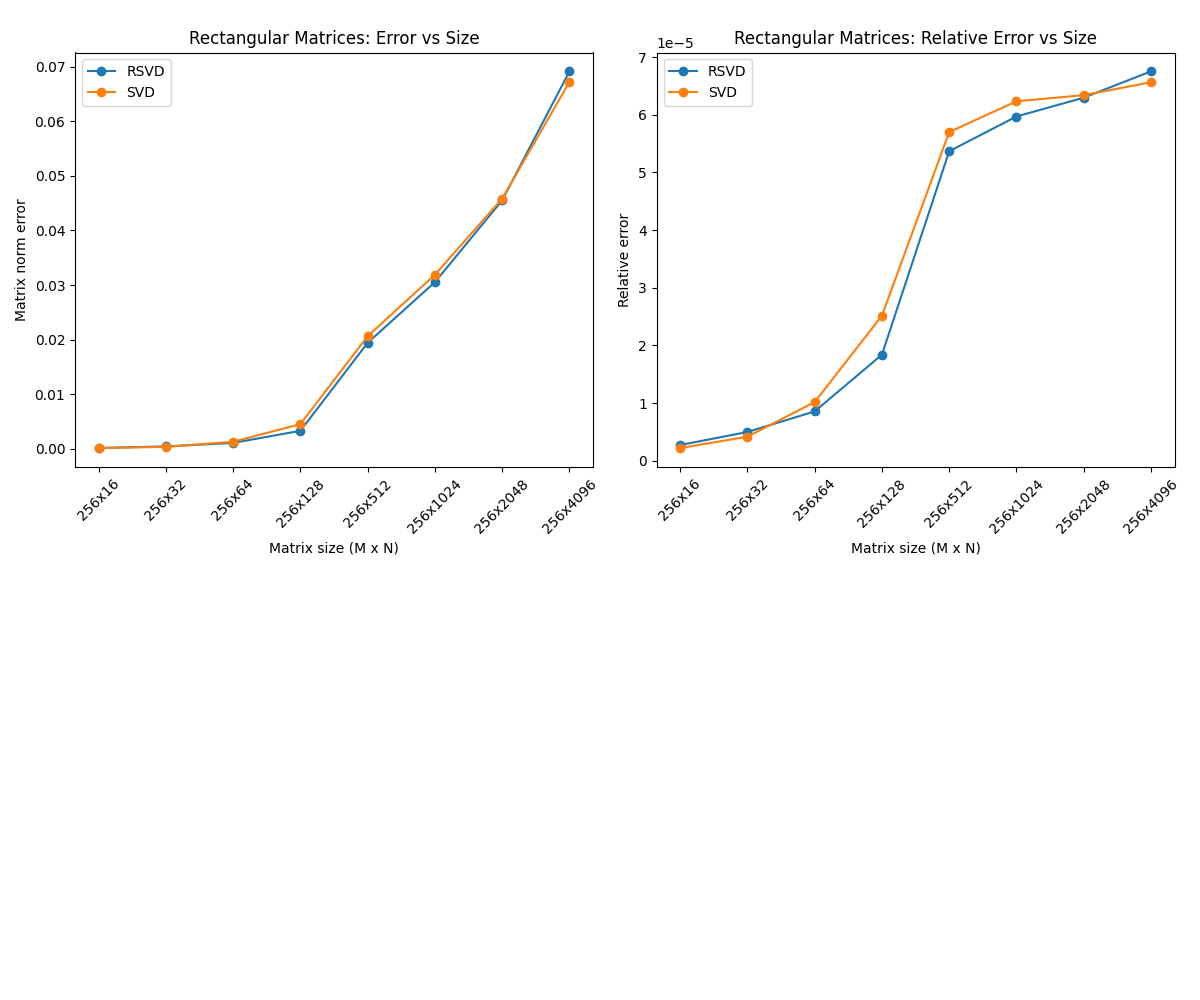 Rectangular Matrices: Error vs Size
RSVD
SVD
0.07
0.06
0.05
0.04
0.03
0.02
0.01
0.00
Matrix norm error
256x16
256x32
256x64
256x128
256x512
256x1024
256x2048
256x4096
Matrix size (M x N)
Rectangular Matrices: Relative Error vs Size
1e−5
RSVD
SVD
7
6
5
4
3
2
1
0
Relative error
256x16
256x32
256x64
256x128
256x512
256x1024
256x2048
256x4096
Matrix size (M x N)